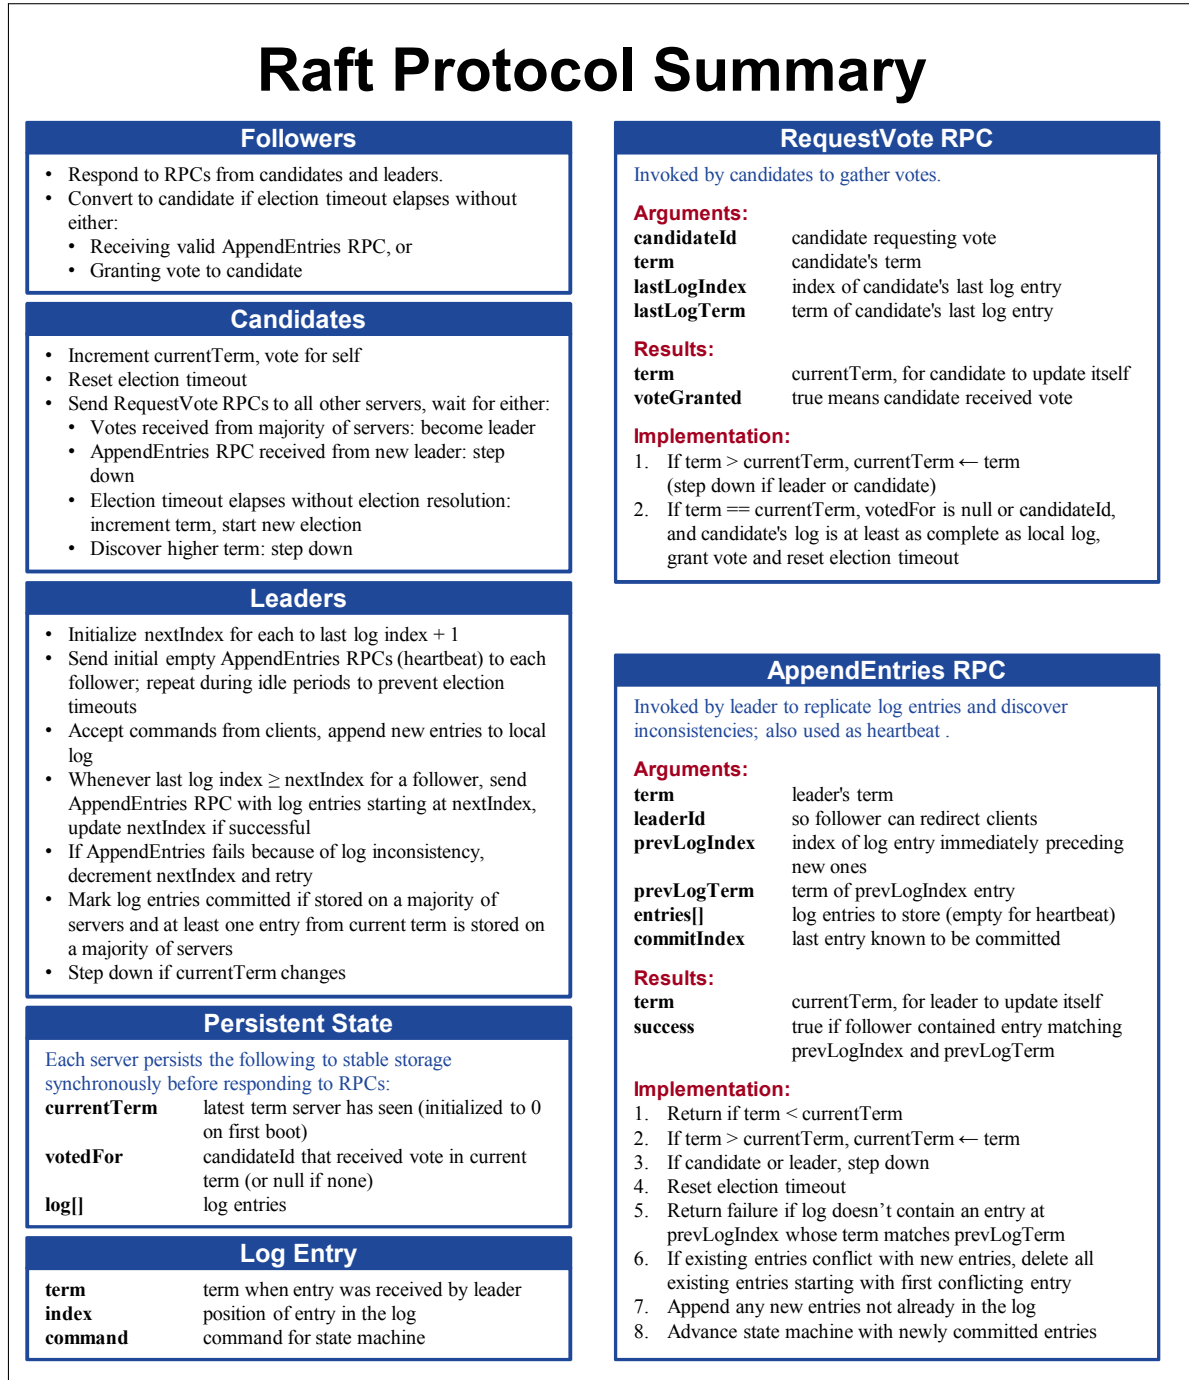 Raft Protocol Summary
Followers
• Respond to RPCs from candidates and leaders.
• Convert to candidate if election timeout elapses without
either:
• Receiving valid AppendEntries RPC, or
• Granting vote to candidate
Candidates
• Increment currentTerm, vote for self
• Reset election timeout
• Send RequestVote RPCs to all other servers, wait for either:
• Votes received from majority of servers: become leader
• AppendEntries RPC received from new leader: step
down
• Election timeout elapses without election resolution:
increment term, start new election
• Discover higher term: step down
Leaders
• Initialize nextIndex for each to last log index + 1
• Send initial empty AppendEntries RPCs (heartbeat) to each
follower; repeat during idle periods to prevent election
timeouts
• Accept commands from clients, append new entries to local
log
• Whenever last log index ≥ nextIndex for a follower, send
AppendEntries RPC with log entries starting at nextIndex,
update nextIndex if successful
• If AppendEntries fails because of log inconsistency,
decrement nextIndex and retry
• Mark log entries committed if stored on a majority of
servers and at least one entry from current term is stored on
a majority of servers
• Step down if currentTerm changes
Persistent State
Each server persists the following to stable storage
synchronously before responding to RPCs:
currentTerm latest term server has seen (initialized to 0
on first boot)
votedFor candidateId that received vote in current
term (or null if none)
log[] log entries
Log Entry
term term when entry was received by leader
index position of entry in the log
command command for state machine
RequestVote RPC
Invoked by candidates to gather votes.
Arguments:
candidateId candidate requesting vote
term candidate's term
lastLogIndex index of candidate's last log entry
lastLogTerm term of candidate's last log entry
Results:
term currentTerm, for candidate to update itself
voteGranted true means candidate received vote
Implementation:
1. If term > currentTerm, currentTerm ← term
(step down if leader or candidate)
2. If term == currentTerm, votedFor is null or candidateId,
and candidate's log is at least as complete as local log,
grant vote and reset election timeout
AppendEntries RPC
Invoked by leader to replicate log entries and discover
inconsistencies; also used as heartbeat .
Arguments:
term leader's term
leaderId so follower can redirect clients
prevLogIndex index of log entry immediately preceding
new ones
prevLogTerm term of prevLogIndex entry
entries[] log entries to store (empty for heartbeat)
commitIndex last entry known to be committed
Results:
term currentTerm, for leader to update itself
success true if follower contained entry matching
prevLogIndex and prevLogTerm
Implementation:
1. Return if term < currentTerm
2. If term > currentTerm, currentTerm ← term
3. If candidate or leader, step down
4. Reset election timeout
5. Return failure if log doesn’t contain an entry at
prevLogIndex whose term matches prevLogTerm
6. If existing entries conflict with new entries, delete all
existing entries starting with first conflicting entry
7. Append any new entries not already in the log
8. Advance state machine with newly committed entries